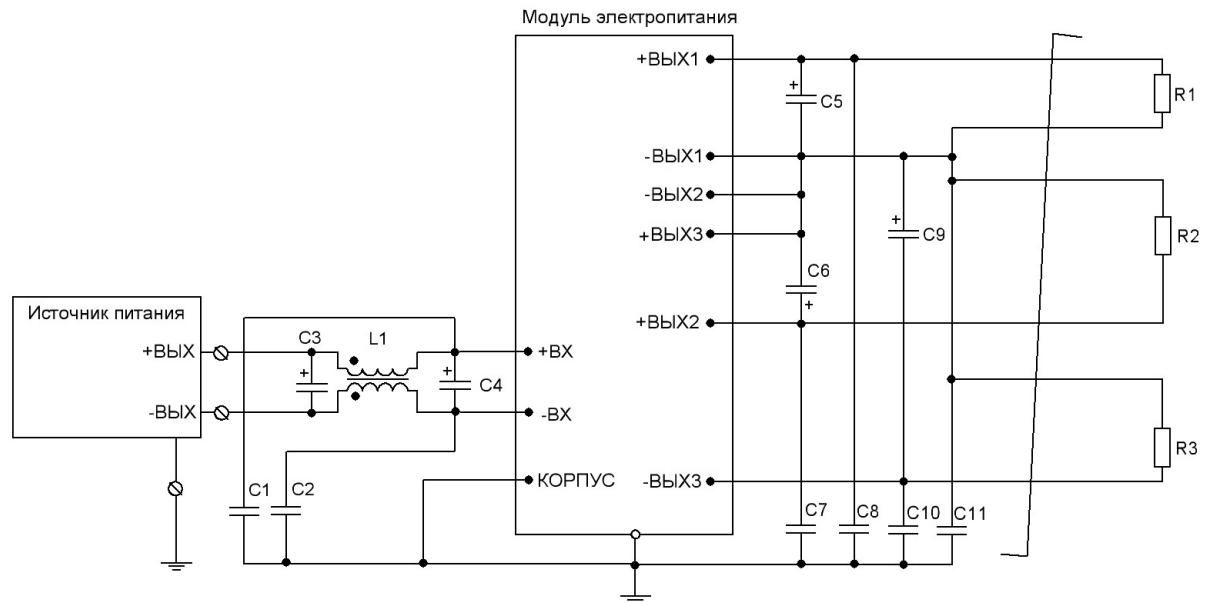 Модуль электропитания
+ВЫХ1
+
C5
R1
-ВЫХ1
-ВЫХ2
+ВЫХ3
+
C9
R2
C6
+
+ВЫХ2
Источник питания
+ВЫХ
C3
L1
+ВХ
+
+
C4
-ВЫХ
-ВХ
R3
КОРПУС
-ВЫХ3
C1
C2
C7
C8
C10
C11